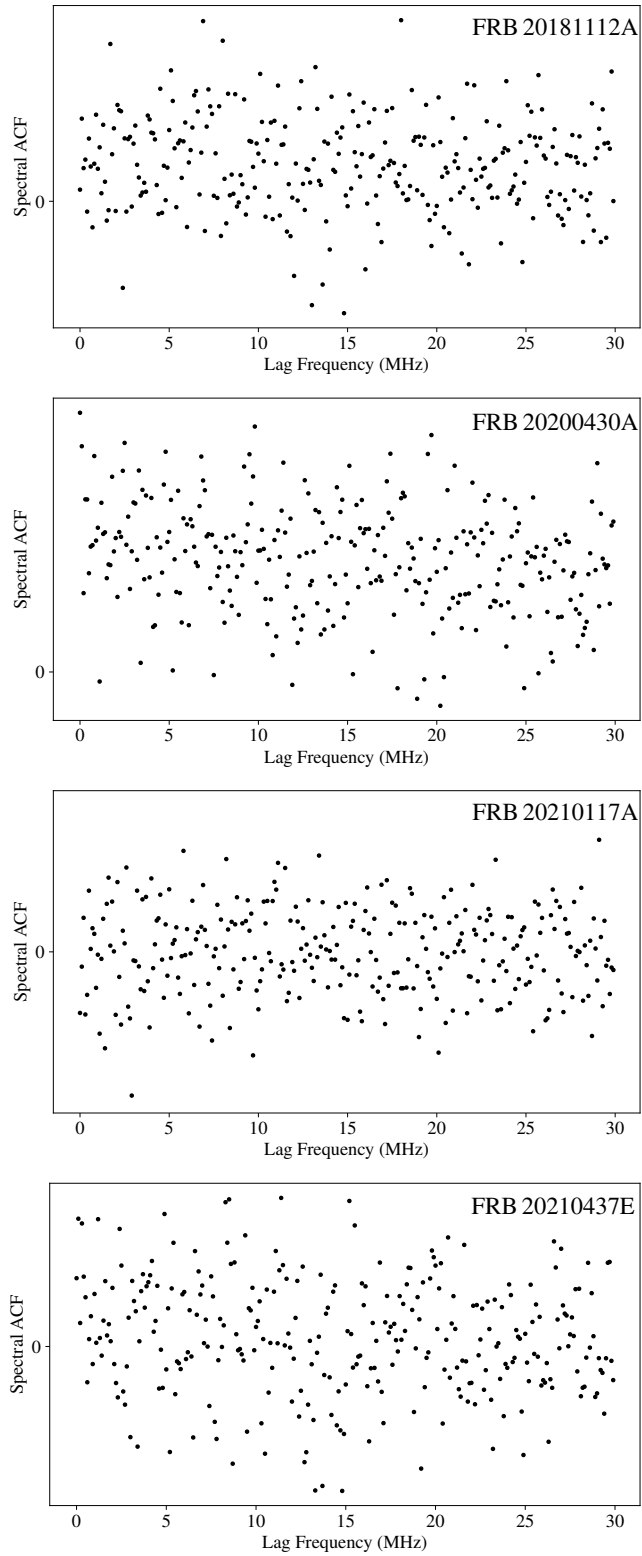 FRB 20181112A
Spectral ACF
0
0 5 10 15 20 25 30
Lag Frequency (MHz)
FRB 20200430A
Spectral ACF
0
0 5 10 15 20 25 30
Lag Frequency (MHz)
FRB 20210117A
Spectral ACF
0
0 5 10 15 20 25 30
Lag Frequency (MHz)
FRB 20210437E
Spectral ACF
0
0 5 10 15 20 25 30
Lag Frequency (MHz)